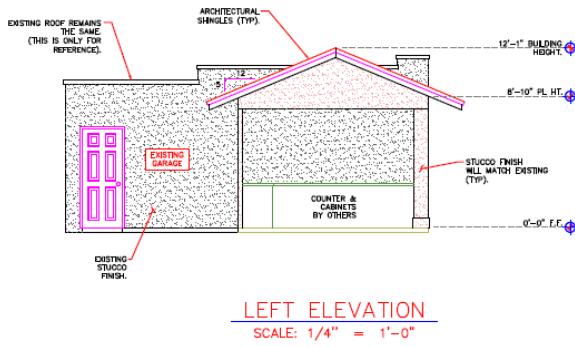 ARCHITECTURAL
SHINGLES (TYP).
EXISTING ROOF REMAINS
THE SAME.
(THIS IS ONLY FOR
REFERENCE).
12'-1" BUILDING
HEIGHT.
12
5
8'-10" PL HT.
EXISTING
GARAGE
STUCCO FINISH
WILL MATCH EXISTING
(TYP).
COUNTER &
CABINETS
BY OTHERS
0'-0" F.F.
EXISTING
STUCCO
FINISH.
LEFT ELEVATION
SCALE: 1/4" = 1'-0"